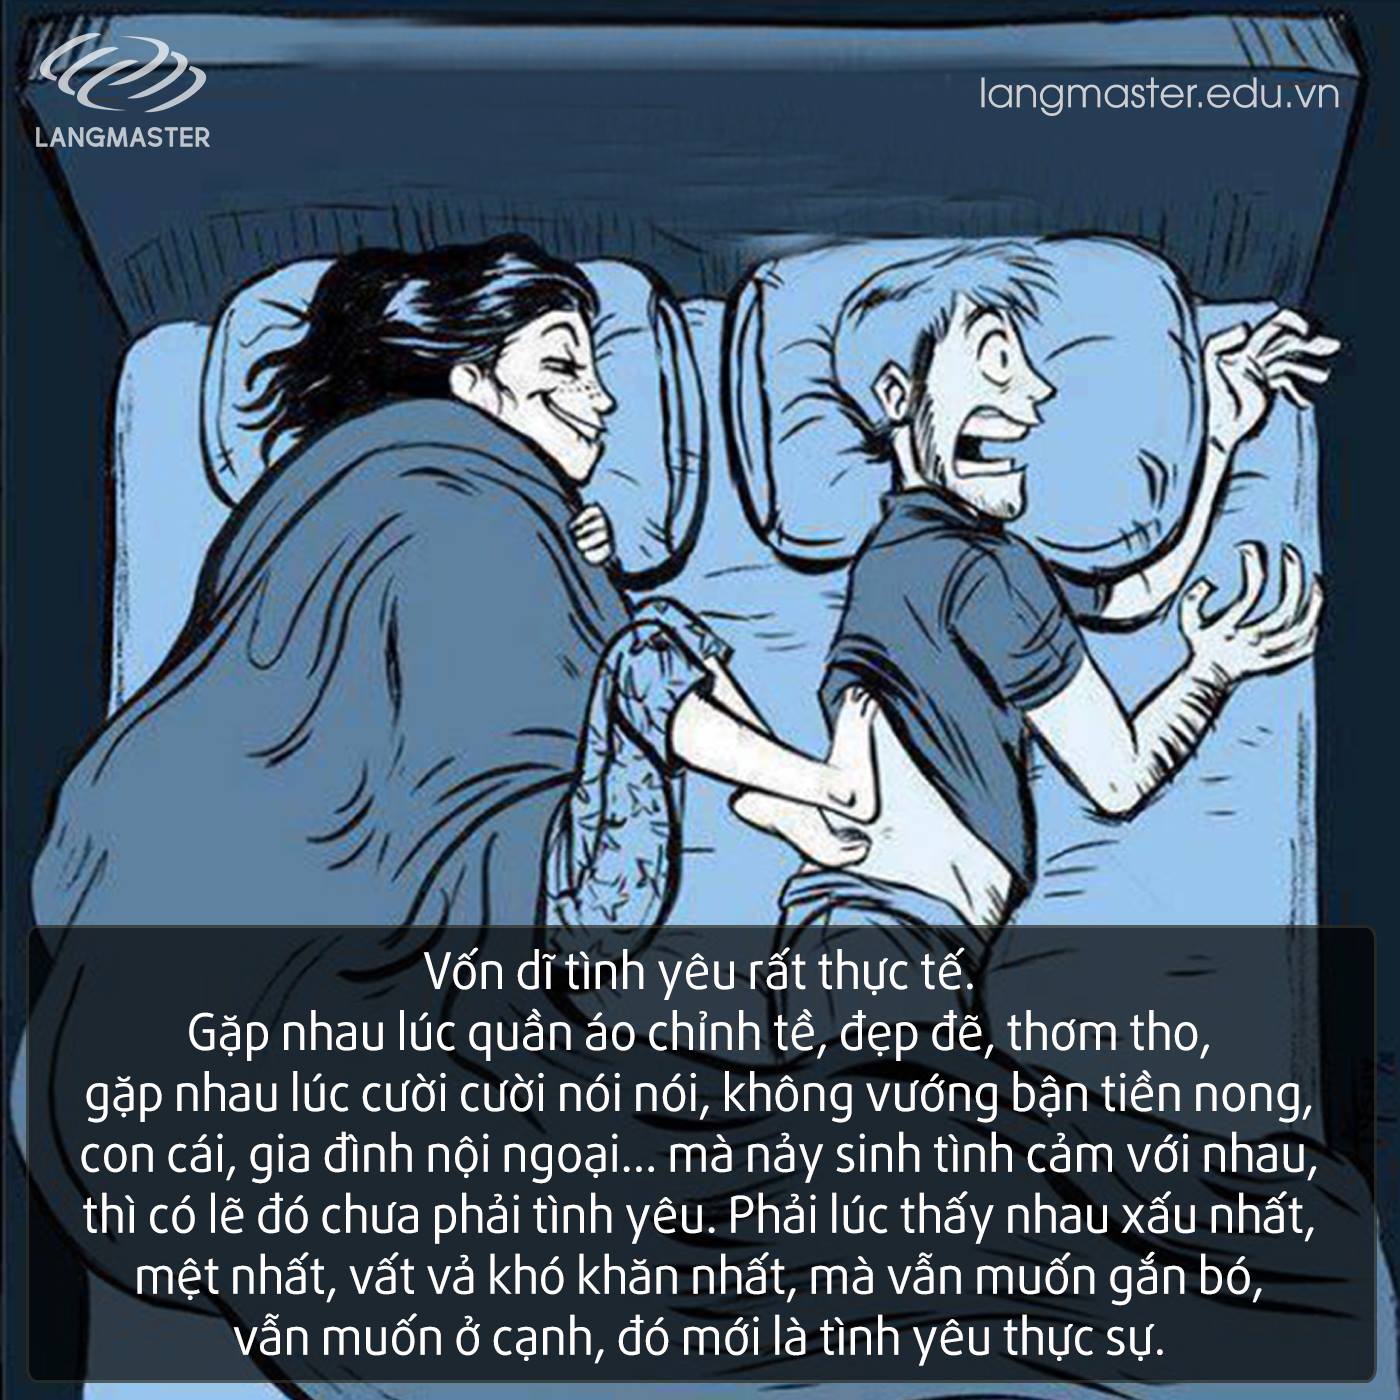 LANGMASTER
langmaster.edu.vn
Vốn dĩ tình yêu rất thực tế.
Gặp nhau lúc quần áo chỉnh tề, đẹp đẽ, thơm tho,
gặp nhau lúc cười cười nói nói, không vướng bận tiền nong,
con cái, gia đình nội ngoại... mà nảy sinh tình cảm với nhau,
thì có lẽ đó chưa phải tình yêu. Phải lúc thấy nhau xấu nhất,
mệt nhất, vất vả khó khăn nhất, mà vẫn muốn gắn bó,
vẫn muốn ở cạnh, đó mới là tình yêu thực sự.